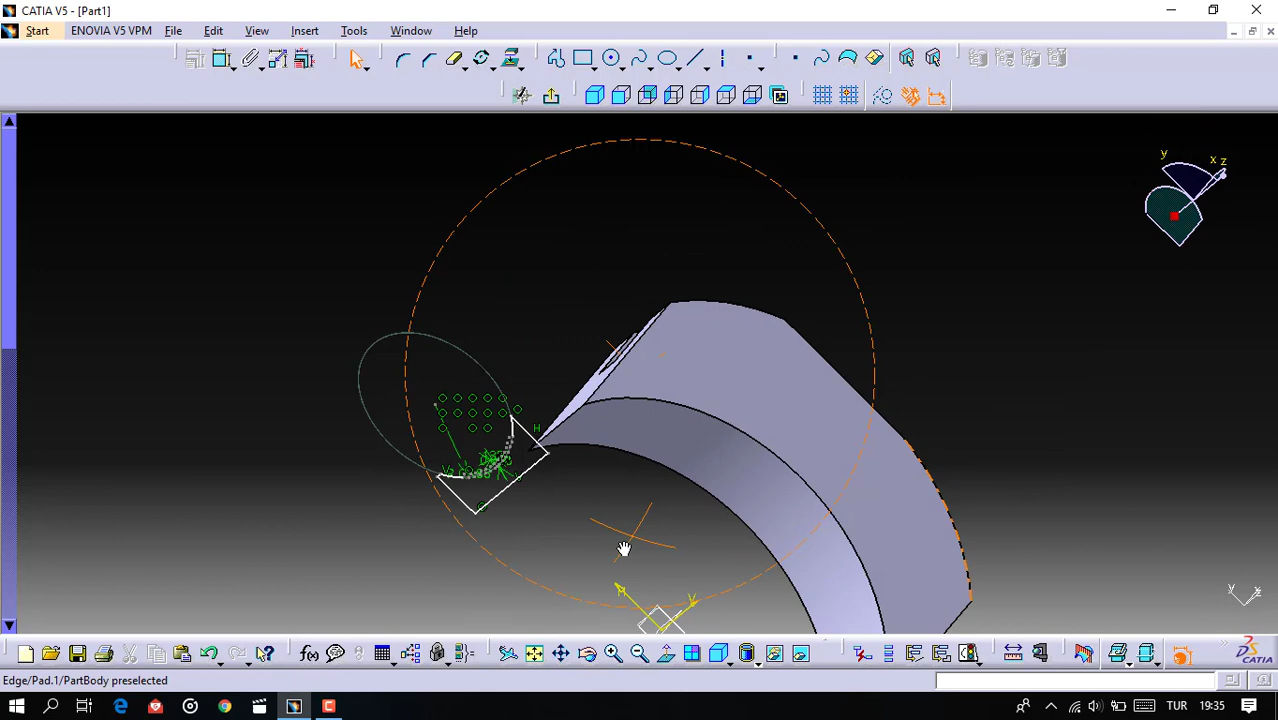 CATIA V5 - [Part1]
Start ENOVIA V5 VPM File Edit View Insert Tools Window Help
y x z
H
V
H V
y x
f(x)
CATIA
Edge/Pad.1/PartBody preselected
TUR 19:35